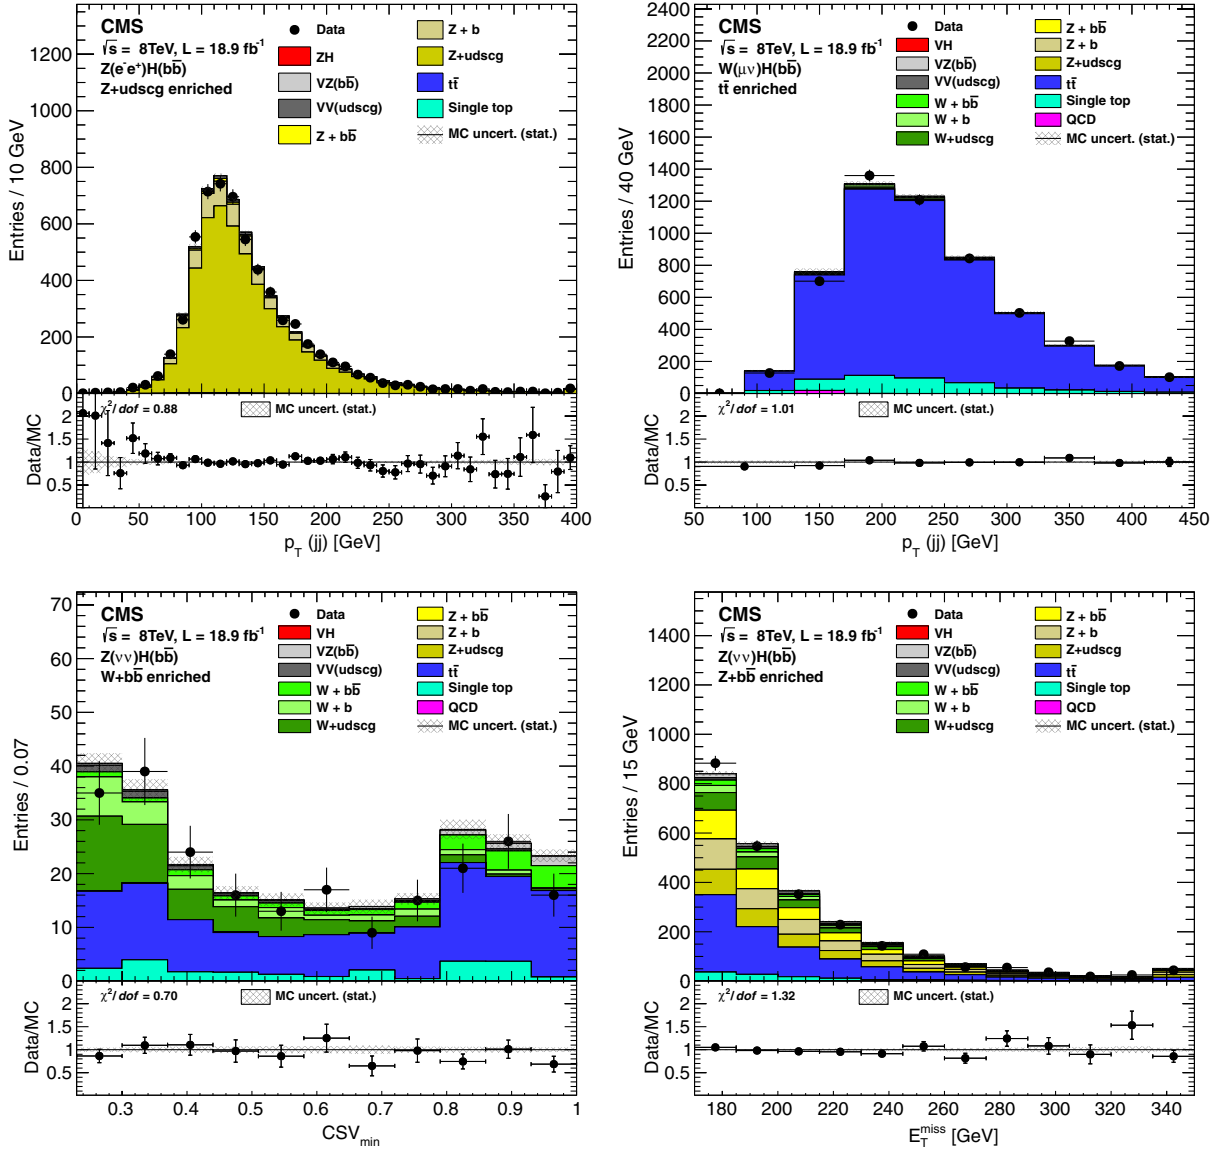 CMS
√s = 8TeV, L = 18.9 fb⁻¹
Z(e⁻e⁺)H(bb̄)
Z+udscg enriched
Data
ZH
VZ(bb̄)
VV(udscg)
Z + bb̄
Z + b
Z+udscg
tt̄
Single top
MC uncert. (stat.)
Entries / 10 GeV
1200
1000
800
600
400
200
0
χ²/ dof = 0.88
MC uncert. (stat.)
Data/MC
2
1.5
1
0.5
0 50 100 150 200 250 300 350 400
p_T (jj) [GeV]
CMS
√s = 8TeV, L = 18.9 fb⁻¹
W(μν)H(bb̄)
tt̄ enriched
Data
VH
VZ(bb̄)
VV(udscg)
W + bb̄
W + b
W+udscg
Z + bb̄
Z + b
Z+udscg
tt̄
Single top
QCD
MC uncert. (stat.)
Entries / 40 GeV
2400
2200
2000
1800
1600
1400
1200
1000
800
600
400
200
0
χ²/ dof = 1.01
MC uncert. (stat.)
Data/MC
2
1.5
1
0.5
50 100 150 200 250 300 350 400 450
p_T (jj) [GeV]
CMS
√s = 8TeV, L = 18.9 fb⁻¹
Z(νν)H(bb̄)
W+bb̄ enriched
Data
VH
VZ(bb̄)
VV(udscg)
W + bb̄
W + b
W+udscg
Z + bb̄
Z + b
Z+udscg
tt̄
Single top
QCD
MC uncert. (stat.)
Entries / 0.07
70
60
50
40
30
20
10
0
χ²/ dof = 0.70
MC uncert. (stat.)
Data/MC
2
1.5
1
0.5
0.3 0.4 0.5 0.6 0.7 0.8 0.9 1
CSV_min
CMS
√s = 8TeV, L = 18.9 fb⁻¹
Z(νν)H(bb̄)
Z+bb̄ enriched
Data
VH
VZ(bb̄)
VV(udscg)
W + bb̄
W + b
W+udscg
Z + bb̄
Z + b
Z+udscg
tt̄
Single top
QCD
MC uncert. (stat.)
Entries / 15 GeV
1400
1200
1000
800
600
400
200
0
χ²/ dof = 1.32
MC uncert. (stat.)
Data/MC
2
1.5
1
0.5
180 200 220 240 260 280 300 320 340
E_T^miss [GeV]